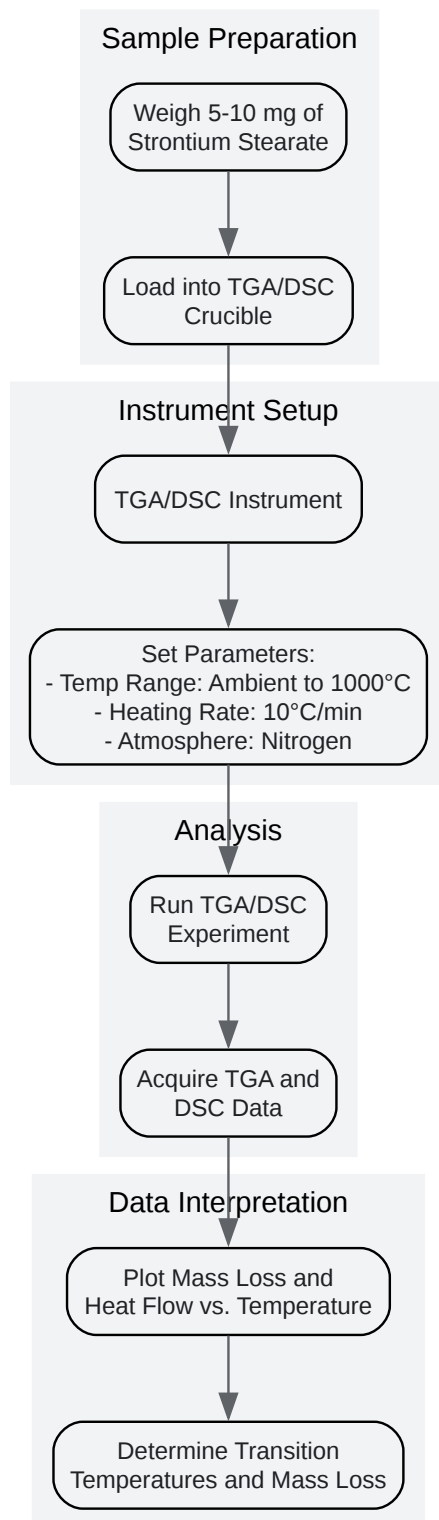 Sample Preparation
Weigh 5-10 mg of
Strontium Stearate
Load into TGA/DSC
Crucible
Instrument Setup
TGA/DSC Instrument
Set Parameters:
- Temp Range: Ambient to 1000°C
- Heating Rate: 10°C/min
- Atmosphere: Nitrogen
Analysis
Run TGA/DSC
Experiment
Acquire TGA and
DSC Data
Data Interpretation
Plot Mass Loss and
Heat Flow vs. Temperature
Determine Transition
Temperatures and Mass Loss